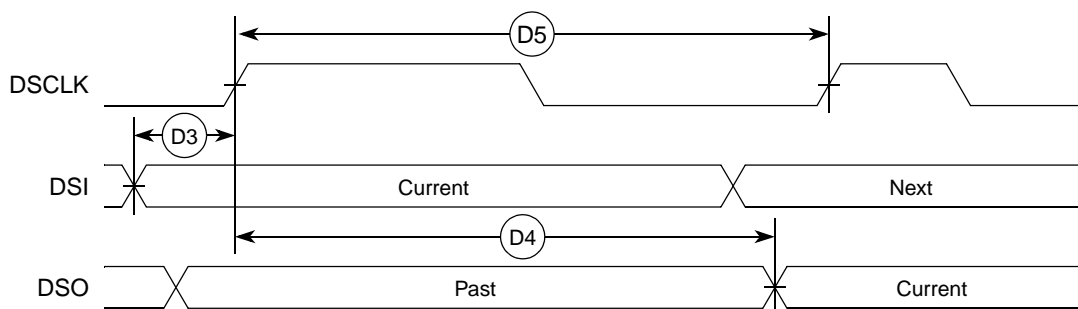 D5
DSCLK
D3
DSI Current Next
D4
DSO Past Current